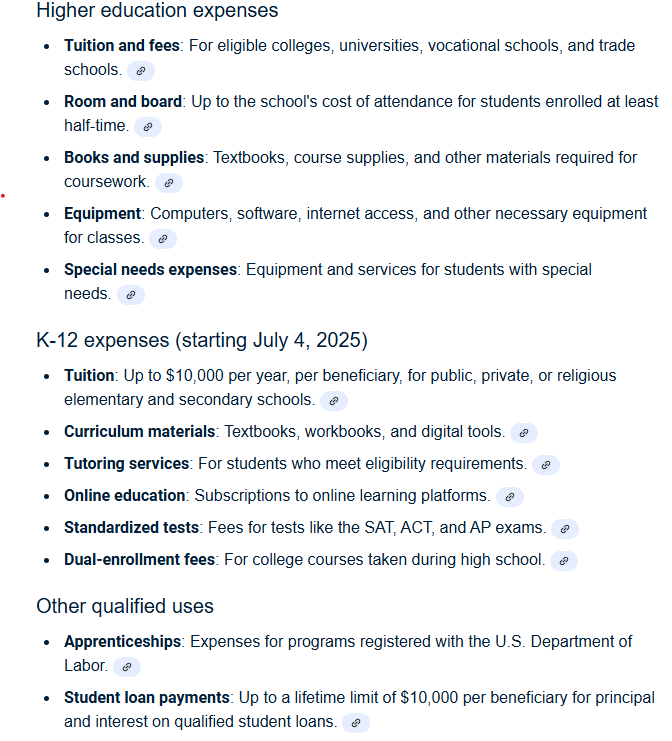 Higher education expenses
• Tuition and fees: For eligible colleges, universities, vocational schools, and trade
schools.
• Room and board: Up to the school's cost of attendance for students enrolled at least
half-time.
• Books and supplies: Textbooks, course supplies, and other materials required for
coursework.
• Equipment: Computers, software, internet access, and other necessary equipment
for classes.
• Special needs expenses: Equipment and services for students with special
needs.
K-12 expenses (starting July 4, 2025)
• Tuition: Up to $10,000 per year, per beneficiary, for public, private, or religious
elementary and secondary schools.
• Curriculum materials: Textbooks, workbooks, and digital tools.
• Tutoring services: For students who meet eligibility requirements.
• Online education: Subscriptions to online learning platforms.
• Standardized tests: Fees for tests like the SAT, ACT, and AP exams.
• Dual-enrollment fees: For college courses taken during high school.
Other qualified uses
• Apprenticeships: Expenses for programs registered with the U.S. Department of
Labor.
• Student loan payments: Up to a lifetime limit of $10,000 per beneficiary for principal
and interest on qualified student loans.